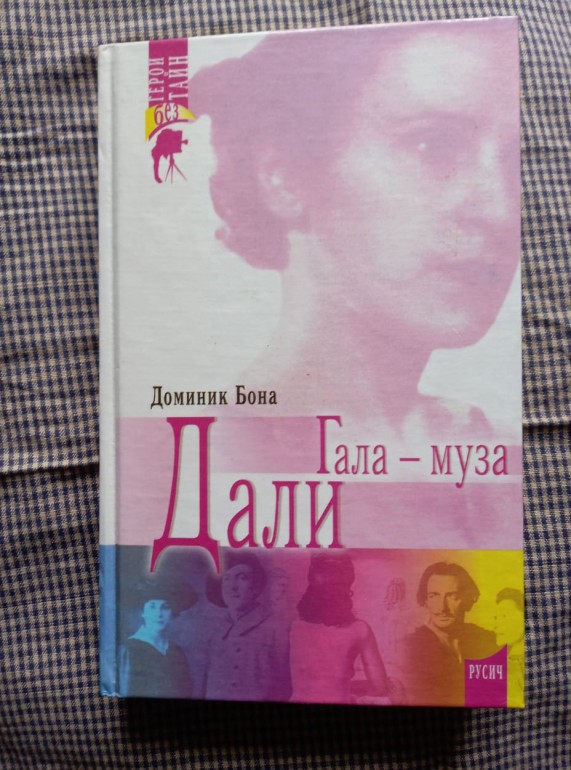 ГЕРОИ
без
ТАЙН
Доминик Бона
Гала – муза
Дали
РУСИЧ